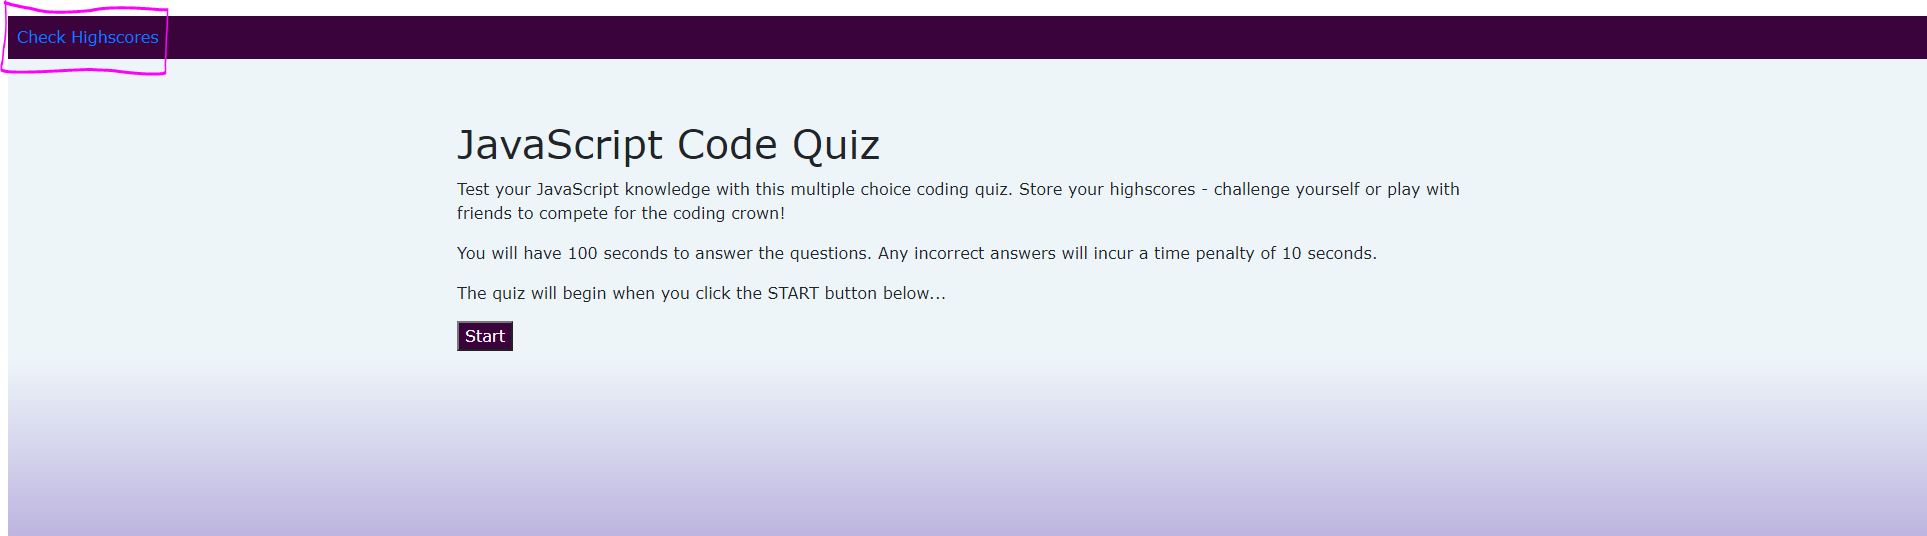 Check Highscores
JavaScript Code Quiz
Test your JavaScript knowledge with this multiple choice coding quiz. Store your highscores - challenge yourself or play with
friends to compete for the coding crown!
You will have 100 seconds to answer the questions. Any incorrect answers will incur a time penalty of 10 seconds.
The quiz will begin when you click the START button below...
Start